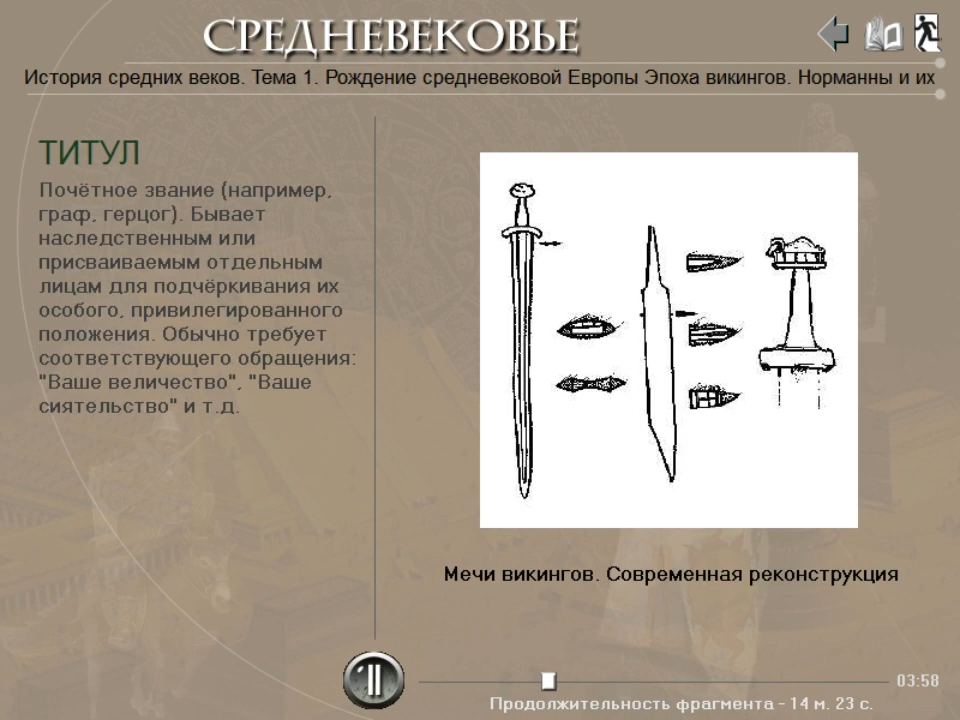 СРЕДНЕВЕКОВЬЕ
История средних веков. Тема 1. Рождение средневековой Европы Эпоха викингов. Норманны и их
ТИТУЛ
Почётное звание (например,
граф, герцог). Бывает
наследственным или
присваиваемым отдельным
лицам для подчёркивания их
особого, привилегированного
положения. Обычно требует
соответствующего обращения:
"Ваше величество", "Ваше
сиятельство" и т.д.
Мечи викингов. Современная реконструкция
03:58
Продолжительность фрагмента - 14 м. 23 с.